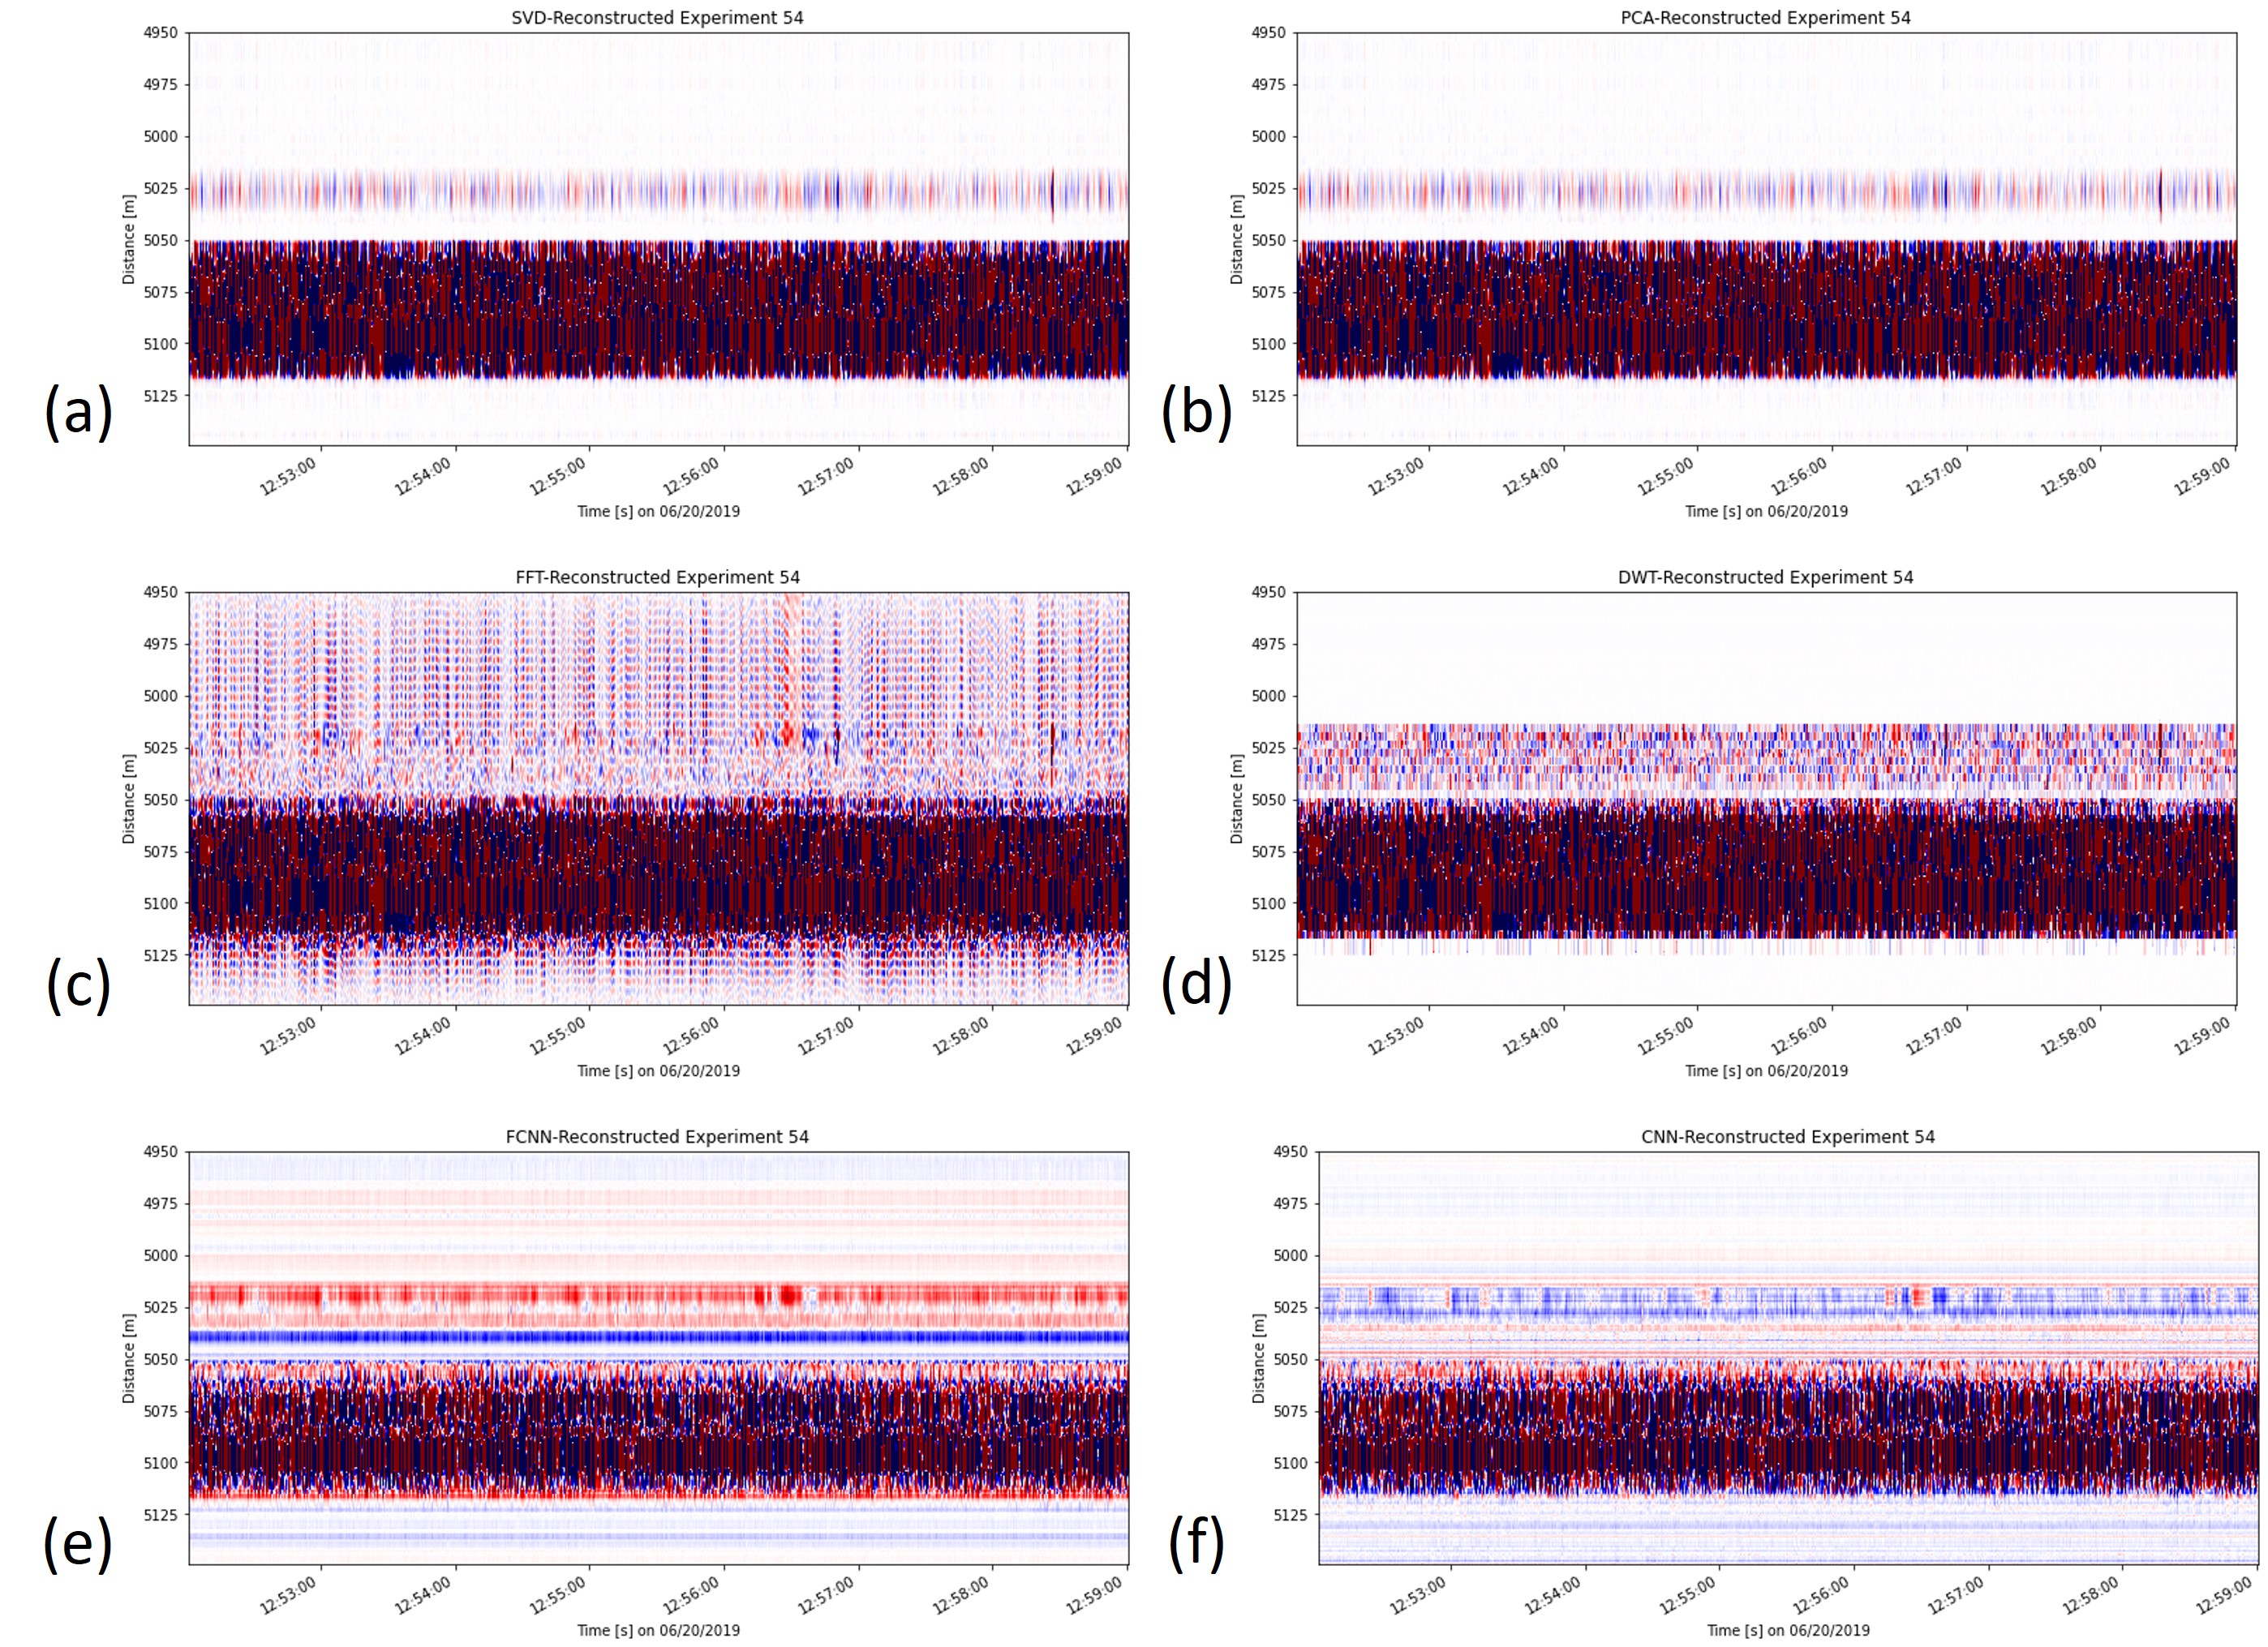 SVD-Reconstructed Experiment 54
4950
4975
5000
5025
5050
5075
5100
5125
Distance [m]
12:53:00 12:54:00 12:55:00 12:56:00 12:57:00 12:58:00 12:59:00
Time [s] on 06/20/2019
(a)
PCA-Reconstructed Experiment 54
4950
4975
5000
5025
5050
5075
5100
5125
Distance [m]
12:53:00 12:54:00 12:55:00 12:56:00 12:57:00 12:58:00 12:59:00
Time [s] on 06/20/2019
(b)
FFT-Reconstructed Experiment 54
4950
4975
5000
5025
5050
5075
5100
5125
Distance [m]
12:53:00 12:54:00 12:55:00 12:56:00 12:57:00 12:58:00 12:59:00
Time [s] on 06/20/2019
(c)
DWT-Reconstructed Experiment 54
4950
4975
5000
5025
5050
5075
5100
5125
Distance [m]
12:53:00 12:54:00 12:55:00 12:56:00 12:57:00 12:58:00 12:59:00
Time [s] on 06/20/2019
(d)
FCNN-Reconstructed Experiment 54
4950
4975
5000
5025
5050
5075
5100
5125
Distance [m]
12:53:00 12:54:00 12:55:00 12:56:00 12:57:00 12:58:00 12:59:00
Time [s] on 06/20/2019
(e)
CNN-Reconstructed Experiment 54
4950
4975
5000
5025
5050
5075
5100
5125
Distance [m]
12:53:00 12:54:00 12:55:00 12:56:00 12:57:00 12:58:00 12:59:00
Time [s] on 06/20/2019
(f)